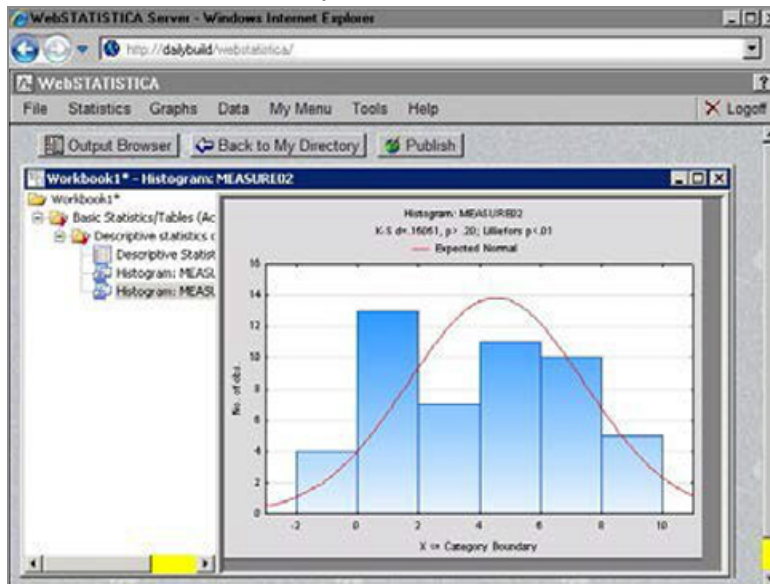 WebSTATISTICA Server - Windows Internet Explorer
http://dailybuild/webstatistica/
WebSTATISTICA
?
File Statistics Graphs Data My Menu Tools Help X Logoff
Output Browser Back to My Directory Publish
Workbook1* - Histogram: MEASURE02
Workbook1*
Basic Statistics/Tables (Ac
Descriptive statistics c
Descriptive Statist
Histogram: MEAS
Histogram: MEASU
Histogram: MEASURE02
K-S d=.16061, p> .20; Lilliefors p<.01
Expected Normal
16
14
12
10
8
6
4
2
0
No. of obs.
-2 0 2 4 6 8 10
X <= Category Boundary